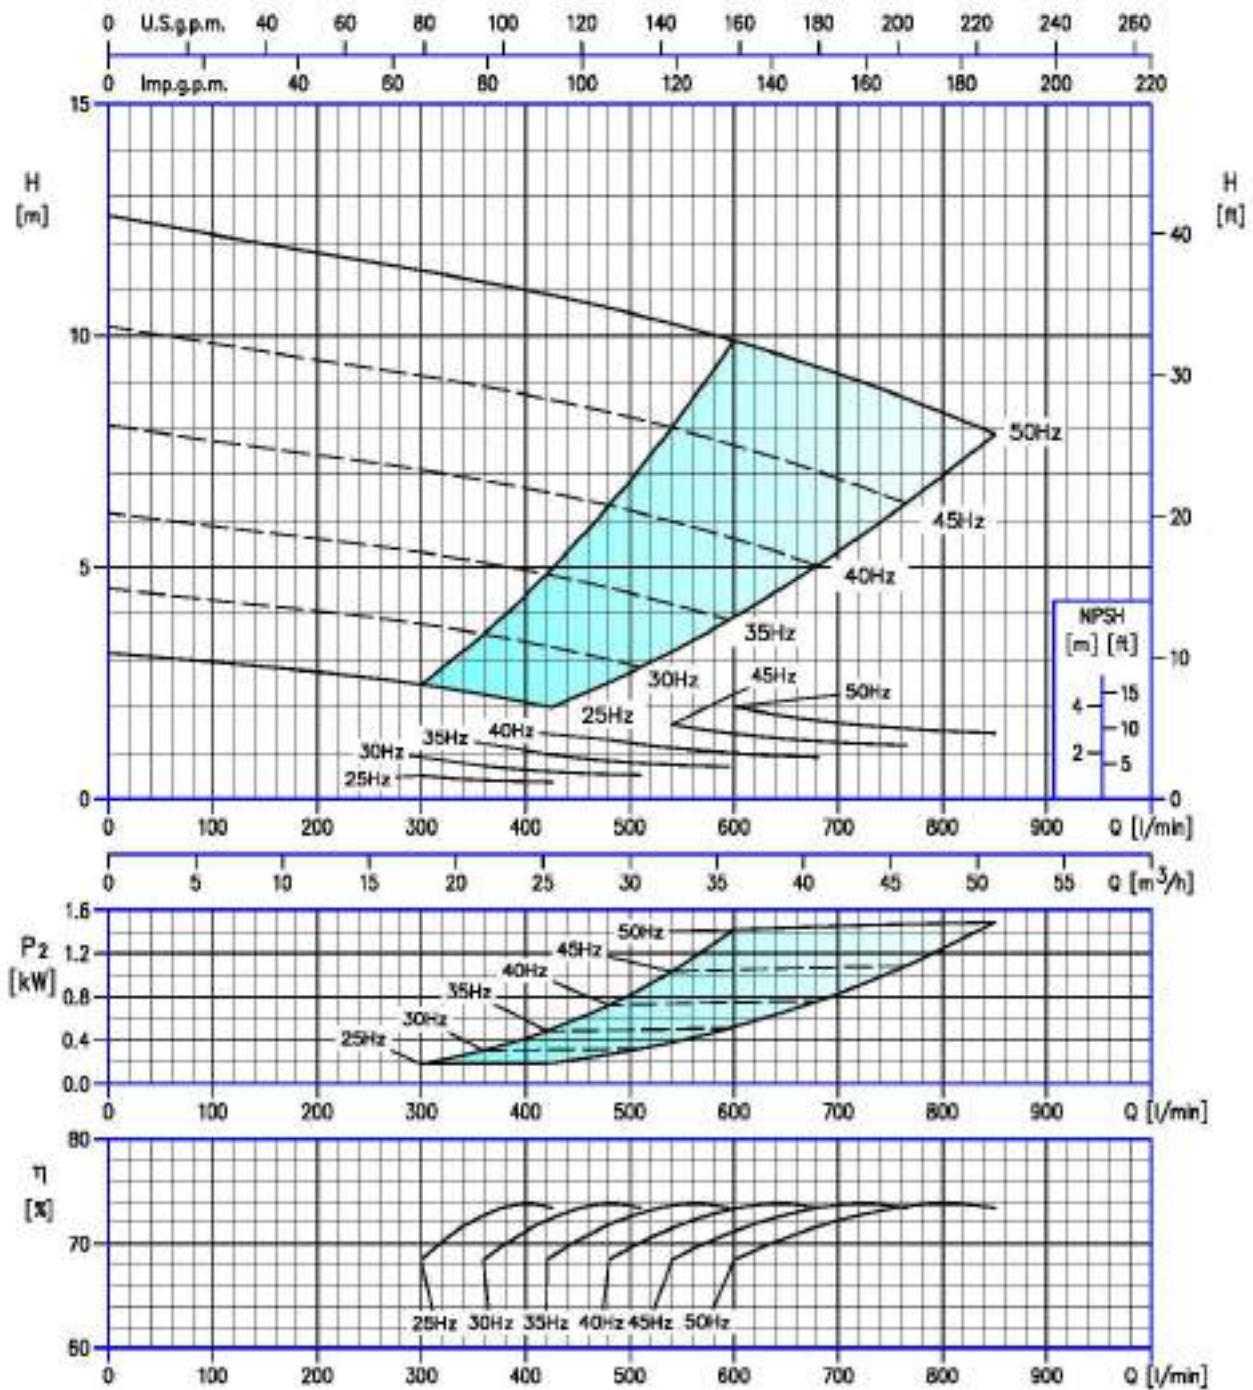 0 U.S.g.p.m. 40 60 80 100 120 140 160 180 200 220 240 260
0 Imp.g.p.m. 40 60 80 100 120 140 160 180 200 220
15
H
[m]
H
[ft]
40
10
30
50Hz
45Hz
20
5
40Hz
35Hz
NPSH
[m] [ft]
30Hz
45Hz
50Hz
10
15
4
10
25Hz
40Hz
35Hz
30Hz
2
5
25Hz
0
0
0 100 200 300 400 500 600 700 800 900 Q [l/min]
0 5 10 15 20 25 30 35 40 45 50 55 Q [m³/h]
1.6
P2
[kW]
50Hz
45Hz
1.2
40Hz
35Hz
0.8
30Hz
25Hz
0.4
0.0
0 100 200 300 400 500 600 700 800 900 Q [l/min]
80
η
[%]
70
25Hz 30Hz 35Hz 40Hz 45Hz 50Hz
60
0 100 200 300 400 500 600 700 800 900 Q [l/min]